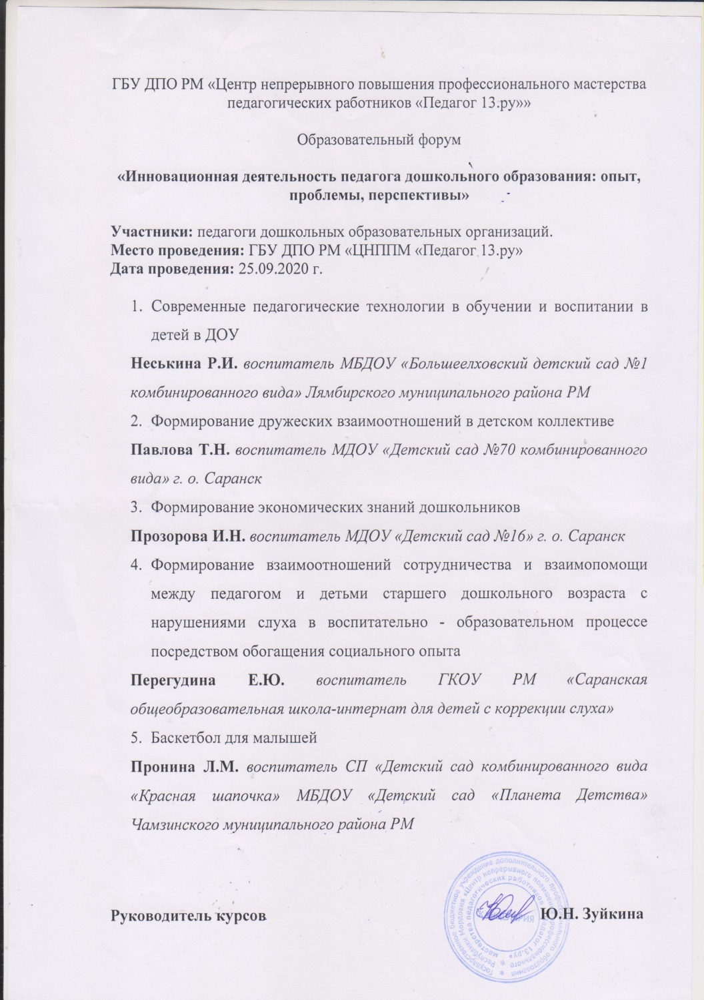 ГБУ ДПО РМ «Центр непрерывного повышения профессионального мастерства
педагогических работников «Педагог 13.ру»»
Образовательный форум
«Инновационная деятельность педагога дошкольного образования: опыт,
проблемы, перспективы»
Участники: педагоги дошкольных образовательных организаций.
Место проведения: ГБУ ДПО РМ «ЦНППМ «Педагог 13.ру»
Дата проведения: 25.09.2020 г.
1. Современные педагогические технологии в обучении и воспитании в
детей в ДОУ
Неськина Р.И. воспитатель МБДОУ «Большеелховский детский сад №1
комбинированного вида» Лямбирского муниципального района РМ
2. Формирование дружеских взаимоотношений в детском коллективе
Павлова Т.Н. воспитатель МДОУ «Детский сад №70 комбинированного
вида» г. о. Саранск
3. Формирование экономических знаний дошкольников
Прозорова И.Н. воспитатель МДОУ «Детский сад №16» г. о. Саранск
4. Формирование взаимоотношений сотрудничества и взаимопомощи
между педагогом и детьми старшего дошкольного возраста с
нарушениями слуха в воспитательно - образовательном процессе
посредством обогащения социального опыта
Перегудина Е.Ю. воспитатель ГКОУ РМ «Саранская
общеобразовательная школа-интернат для детей с коррекции слуха»
5. Баскетбол для малышей
Пронина Л.М. воспитатель СП «Детский сад комбинированного вида
«Красная шапочка» МБДОУ «Детский сад «Планета Детства»
Чамзинского муниципального района РМ
Руководитель курсов Ю.Н. Зуйкина
Государственное бюджетное учреждение дополнительного профессионального образования
Республики Мордовия «Центр непрерывного повышения профессионального
мастерства педагогических работников «Педагог 13.ру»